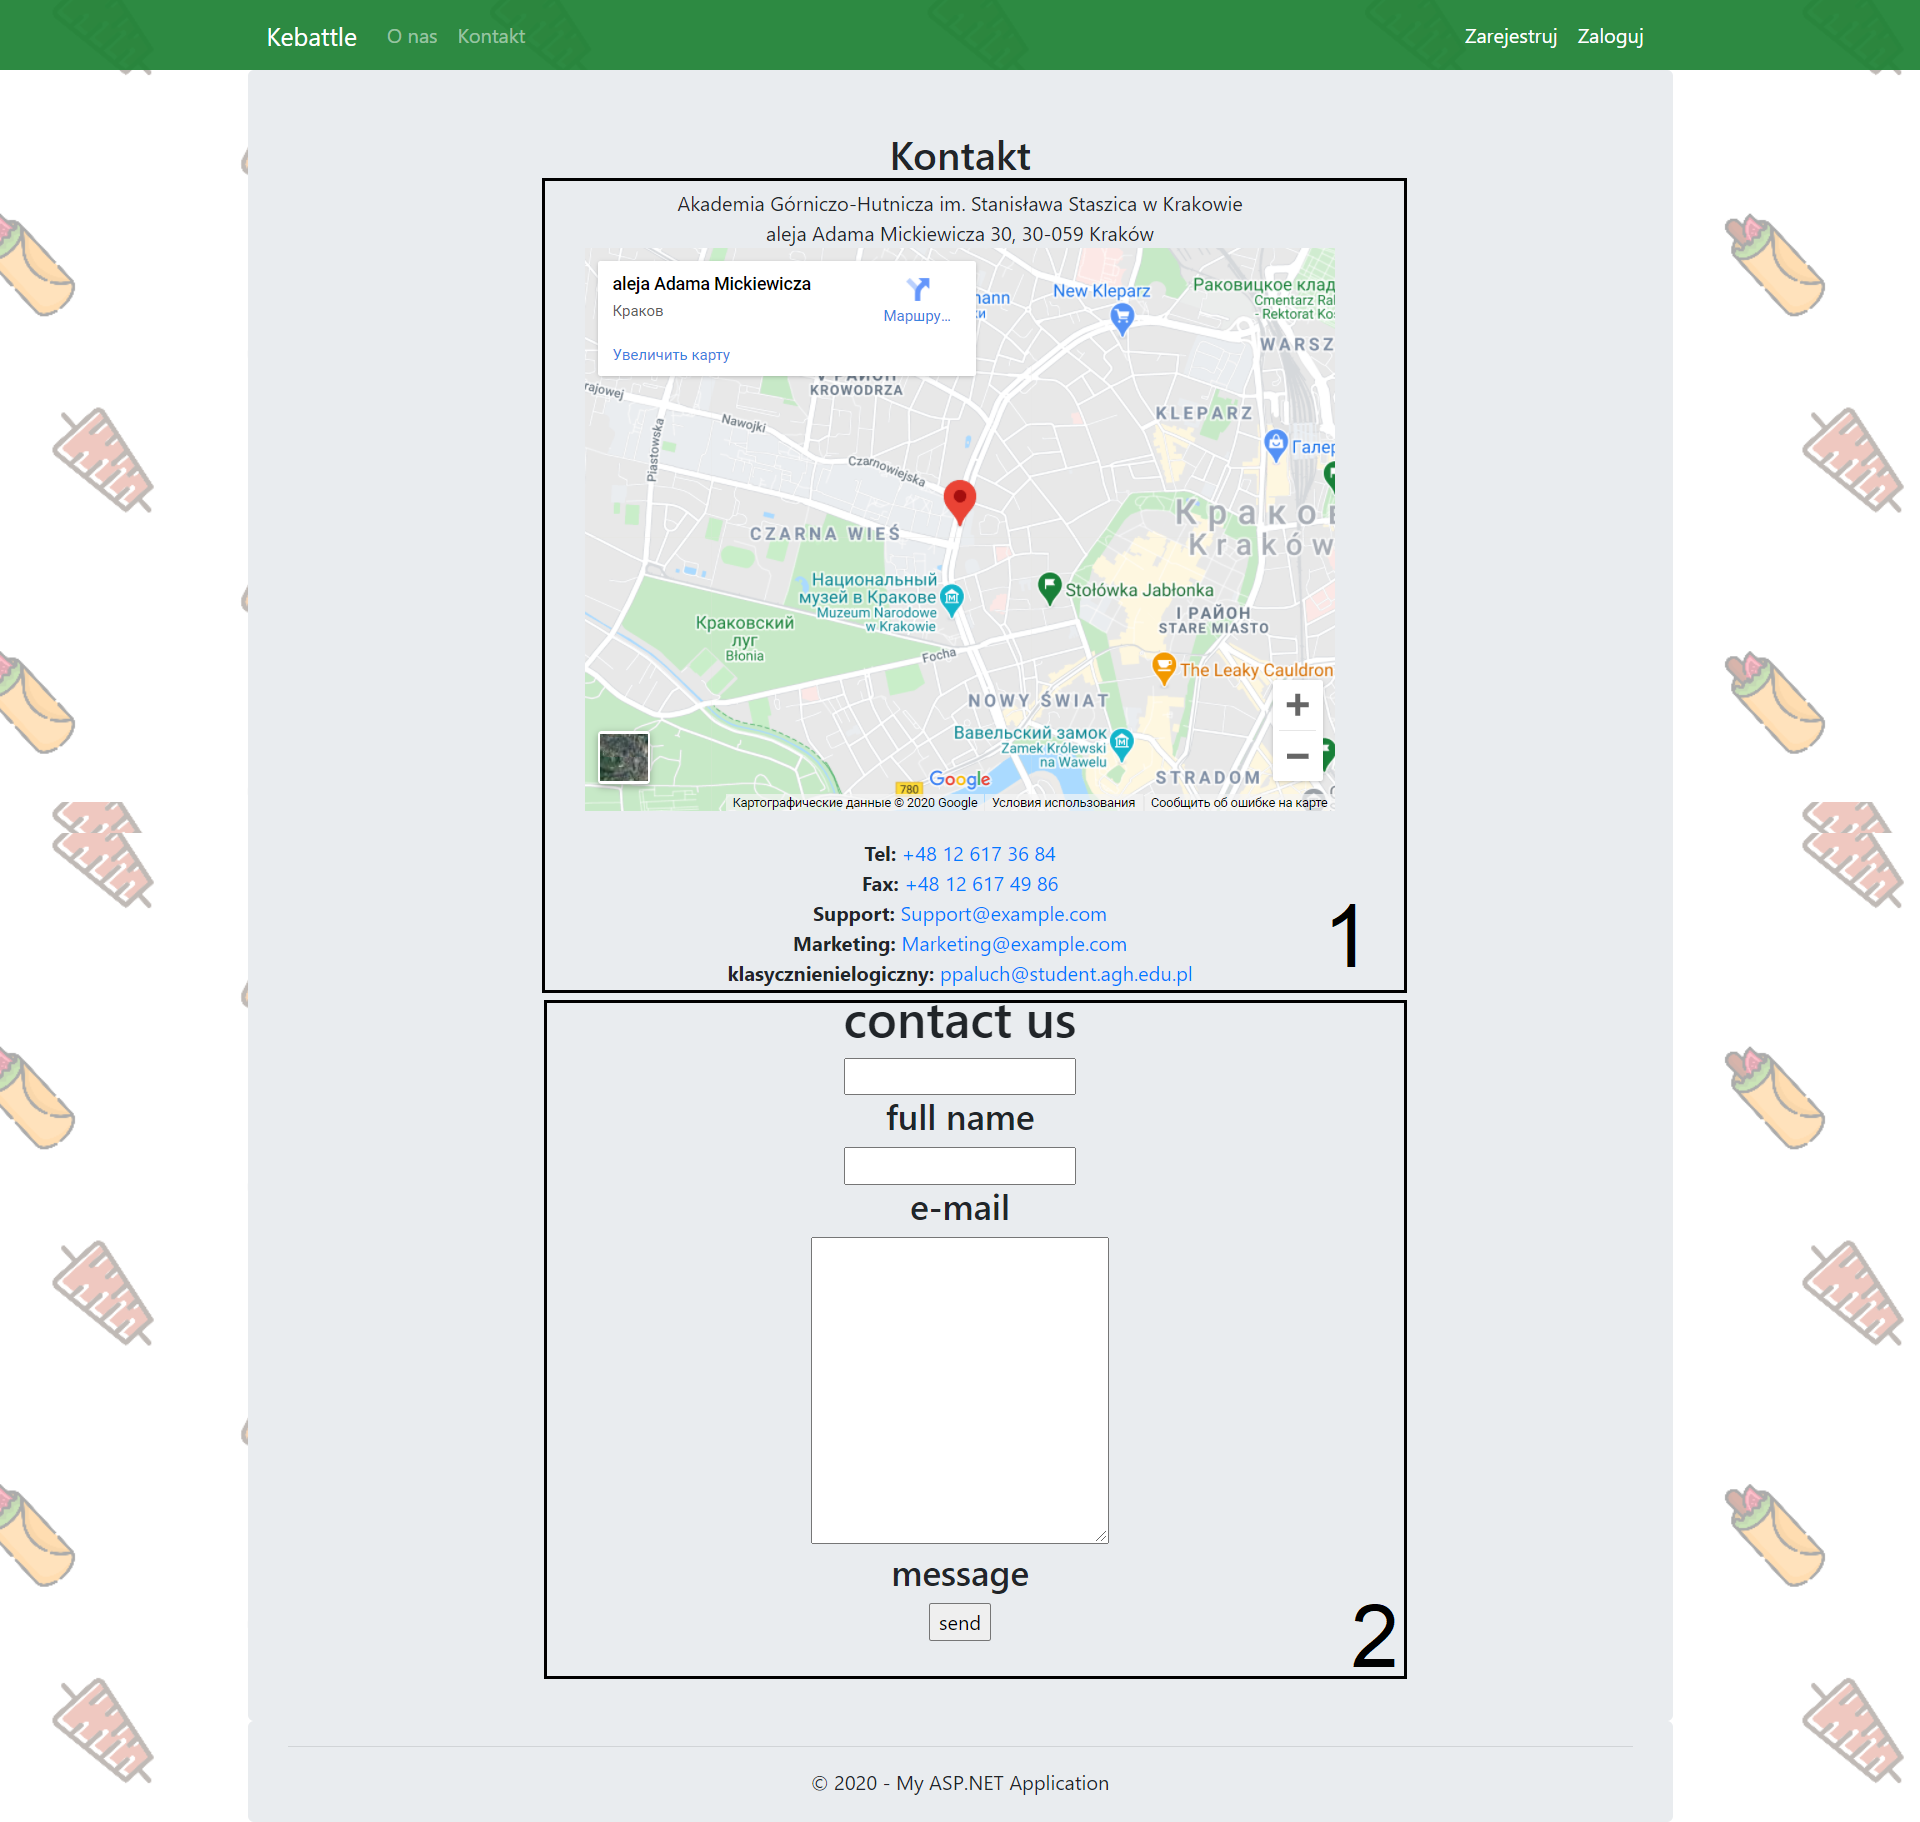 Kebattle O nas Kontakt Zarejestruj Zaloguj
Kontakt
Akademia Górniczo-Hutnicza im. Stanisława Staszica w Krakowie
aleja Adama Mickiewicza 30, 30-059 Kraków
aleja Adama Mickiewicza
Краков
Маршру...
Увеличить карту
New Kleparz
Раковицкое клад
Cmentarz Ral
- Rektorat Kos
WARSZ
KROWODRZA
rajowej
KLEPARZ
Nawojki
Piastowska
Галер
Czarnowiejska
Краков
Kraków
CZARNA WIEŚ
Национальный
музей в Кракове
Muzeum Narodowe
w Krakowie
Stołówka Jabłonka
I РАЙОН
STARE MIASTO
Краковский
луг
Błonia
Focha
The Leaky Cauldron
NOWY ŚWIAT
Вавельский замок
Zamek Królewski
na Wawelu
STRADOM
780
Google
Картографические данные © 2020 Google Условия использования Сообщить об ошибке на карте
Tel: +48 12 617 36 84
Fax: +48 12 617 49 86
Support: Support@example.com
Marketing: Marketing@example.com
klasycznienielogiczny: ppaluch@student.agh.edu.pl
1
contact us
full name
e-mail
message
send
2
© 2020 - My ASP.NET Application